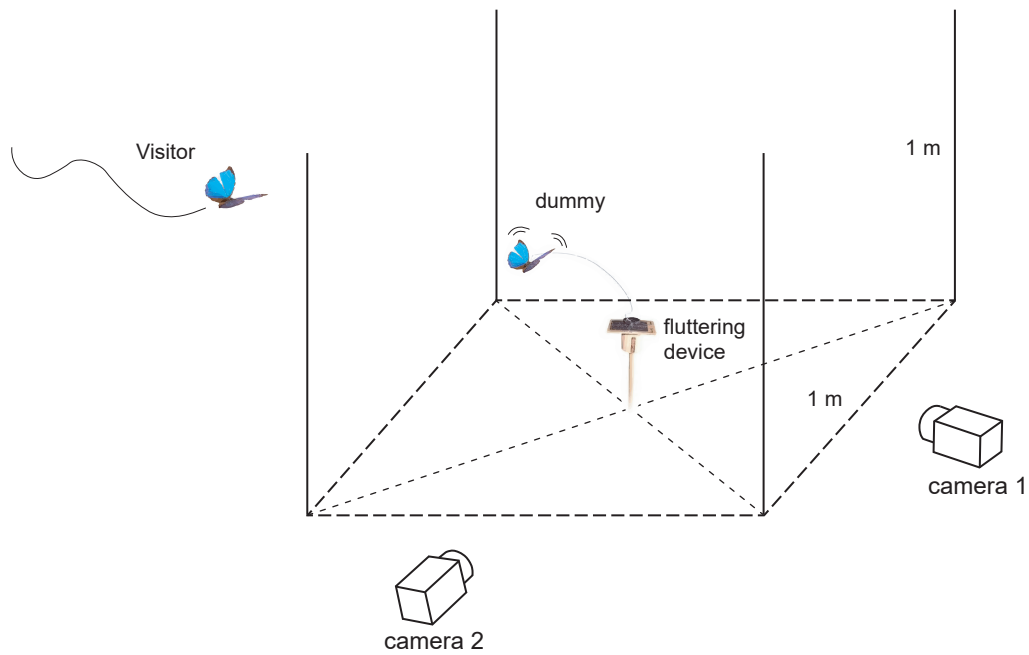 Visitor
1 m
dummy
fluttering
device
1 m
camera 1
camera 2